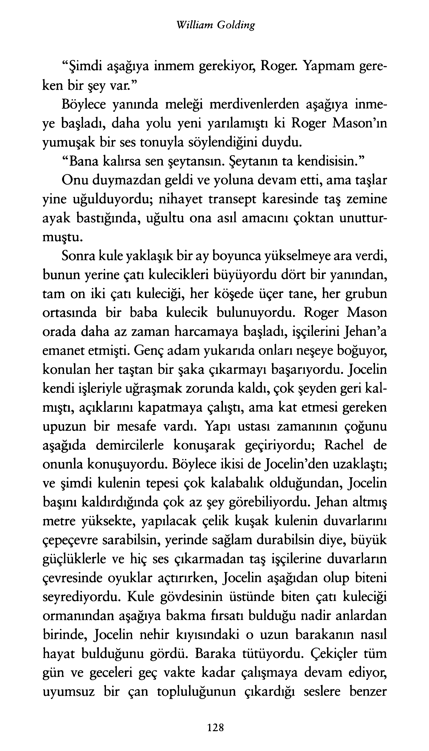 William Golding
“Şimdi aşağıya inmem gerekiyor, Roger. Yapmam gere-
ken bir şey var.”
Böylece yanında meleği merdivenlerden aşağıya inme-
ye başladı, daha yolu yeni yarılamıştı ki Roger Mason’ın
yumuşak bir ses tonuyla söylendiğini duydu.
“Bana kalırsa sen şeytansın. Şeytanın ta kendisisin.”
Onu duymazdan geldi ve yoluna devam etti, ama taşlar
yine uğulduyordu; nihayet transept karesinde taş zemine
ayak bastığında, uğultu ona asıl amacını çoktan unuttur-
muştu.
Sonra kule yaklaşık bir ay boyunca yükselmeye ara verdi,
bunun yerine çatı kulecikleri büyüyordu dört bir yanından,
tam on iki çatı kuleciği, her köşede üçer tane, her grubun
ortasında bir baba kulecik bulunuyordu. Roger Mason
orada daha az zaman harcamaya başladı, işçilerini Jehan’a
emanet etmişti. Genç adam yukarıda onları neşeye boğuyor,
konulan her taştan bir şaka çıkarmayı başarıyordu. Jocelin
kendi işleriyle uğraşmak zorunda kaldı, çok şeyden geri kal-
mıştı, açıklarını kapatmaya çalıştı, ama kat etmesi gereken
upuzun bir mesafe vardı. Yapı ustası zamanının çoğunu
aşağıda demircilerle konuşarak geçiriyordu; Rachel de
onunla konuşuyordu. Böylece ikisi de Jocelin’den uzaklaştı;
ve şimdi kulenin tepesi çok kalabalık olduğundan, Jocelin
başını kaldırdığında çok az şey görebiliyordu. Jehan altmış
metre yüksekte, yapılacak çelik kuşak kulenin duvarlarını
çepeçevre sarabilsin, yerinde sağlam durabilsin diye, büyük
güçlüklerle ve hiç ses çıkarmadan taş işçilerine duvarların
çevresinde oyuklar açtırırken, Jocelin aşağıdan olup biteni
seyrediyordu. Kule gövdesinin üstünde biten çatı kuleciği
ormanından aşağıya bakma fırsatı bulduğu nadir anlardan
birinde, Jocelin nehir kıyısındaki o uzun barakanın nasıl
hayat bulduğunu gördü. Baraka tütüyordu. Çekiçler tüm
gün ve geceleri geç vakte kadar çalışmaya devam ediyor,
uyumsuz bir çan topluluğunun çıkardığı seslere benzer
128